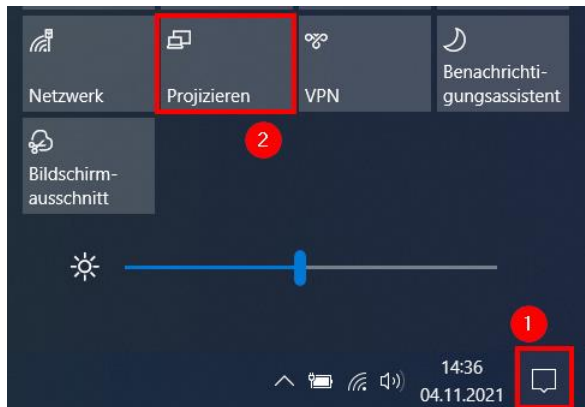 Netzwerk
Projizieren
VPN
Benachrichti-
gungsassistent
2
Bildschirm-
ausschnitt
1
14:36
04.11.2021